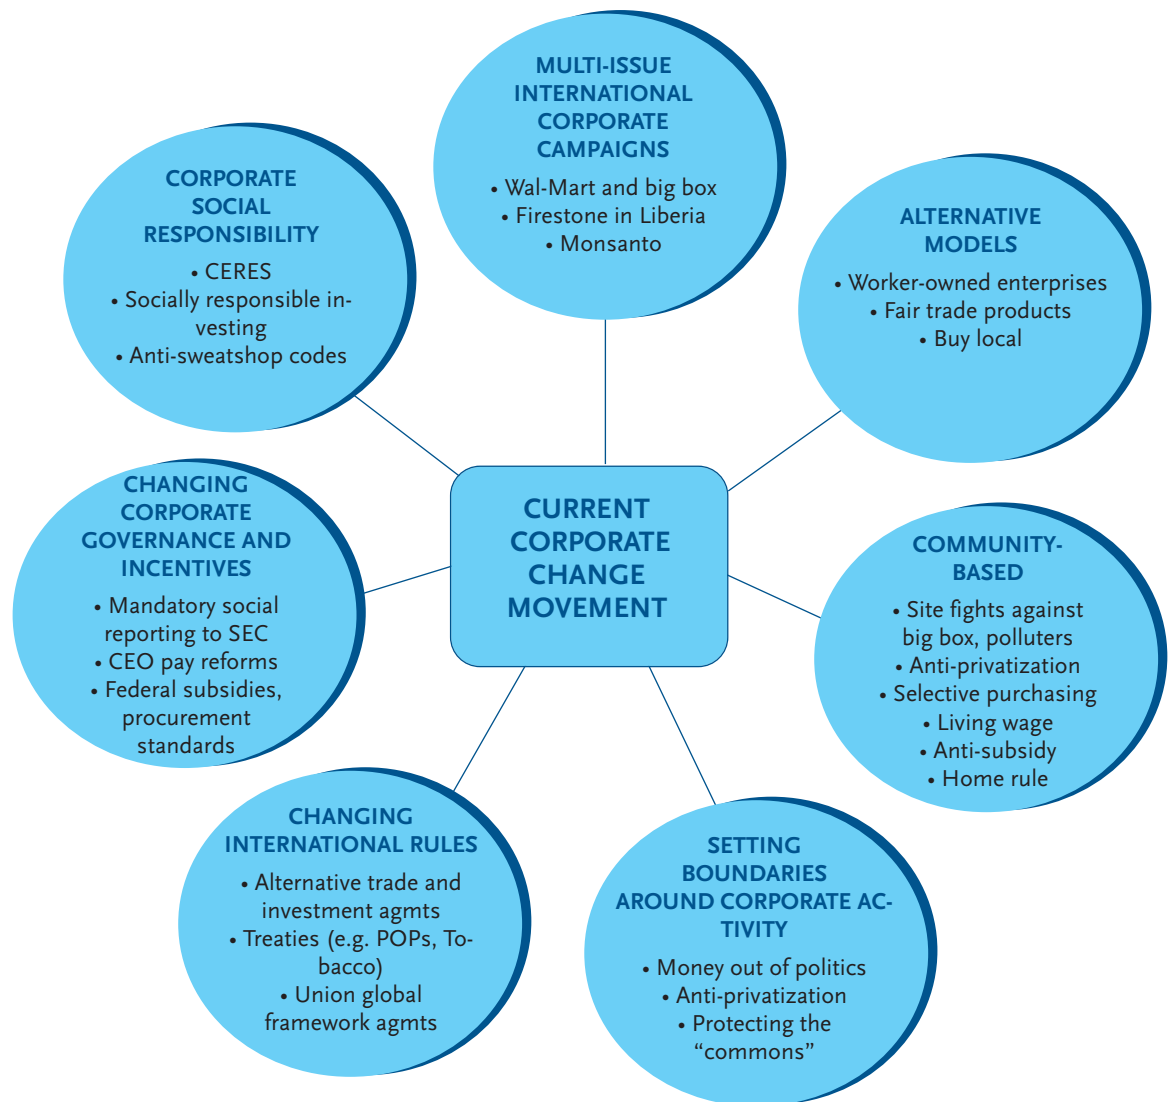 MULTI-ISSUE
INTERNATIONAL
CORPORATE
CAMPAIGNS
• Wal-Mart and big box
• Firestone in Liberia
• Monsanto
CORPORATE
SOCIAL
RESPONSIBILITY
• CERES
• Socially responsible in-
vesting
• Anti-sweatshop codes
ALTERNATIVE
MODELS
• Worker-owned enterprises
• Fair trade products
• Buy local
CHANGING
CORPORATE
GOVERNANCE AND
INCENTIVES
• Mandatory social
reporting to SEC
• CEO pay reforms
• Federal subsidies,
procurement
standards
CURRENT
CORPORATE
CHANGE
MOVEMENT
COMMUNITY-
BASED
• Site fights against
big box, polluters
• Anti-privatization
• Selective purchasing
• Living wage
• Anti-subsidy
• Home rule
CHANGING
INTERNATIONAL RULES
• Alternative trade and
investment agmts
• Treaties (e.g. POPs, To-
bacco)
• Union global
framework agmts
SETTING
BOUNDARIES
AROUND CORPORATE AC-
TIVITY
• Money out of politics
• Anti-privatization
• Protecting the
“commons”